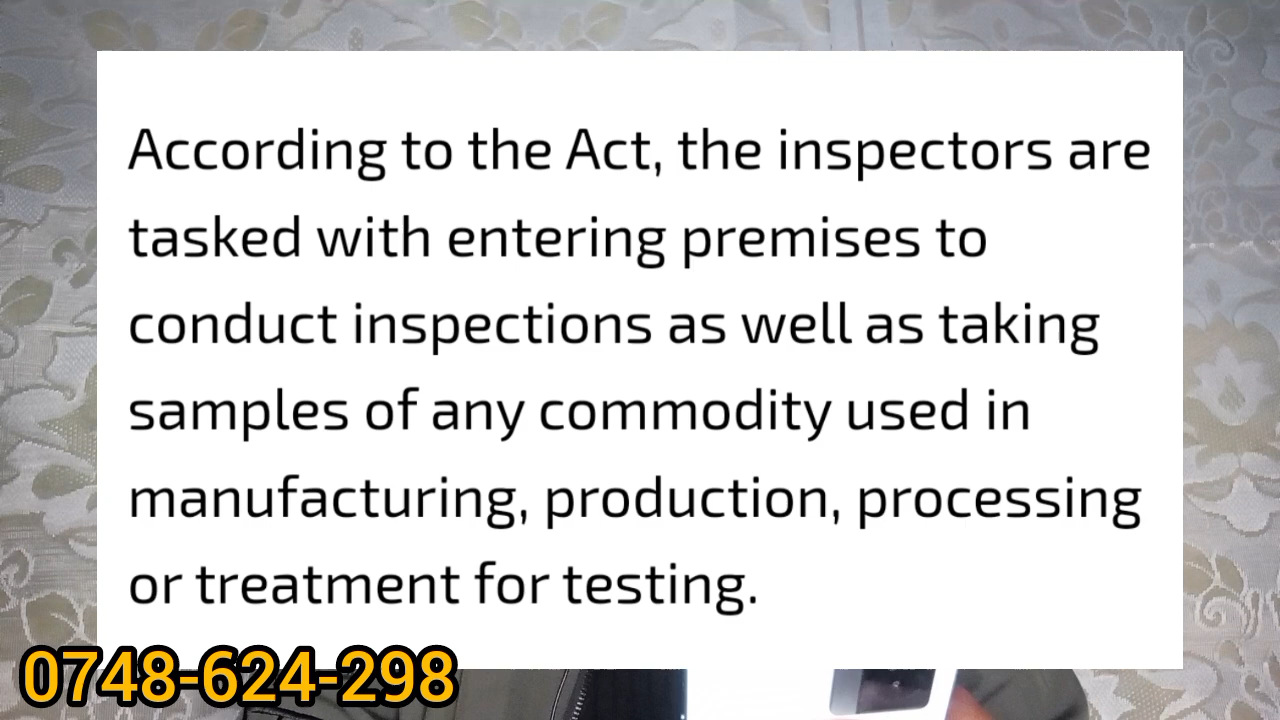 According to the Act, the inspectors are
tasked with entering premises to
conduct inspections as well as taking
samples of any commodity used in
manufacturing, production, processing
or treatment for testing.
0748-624-298